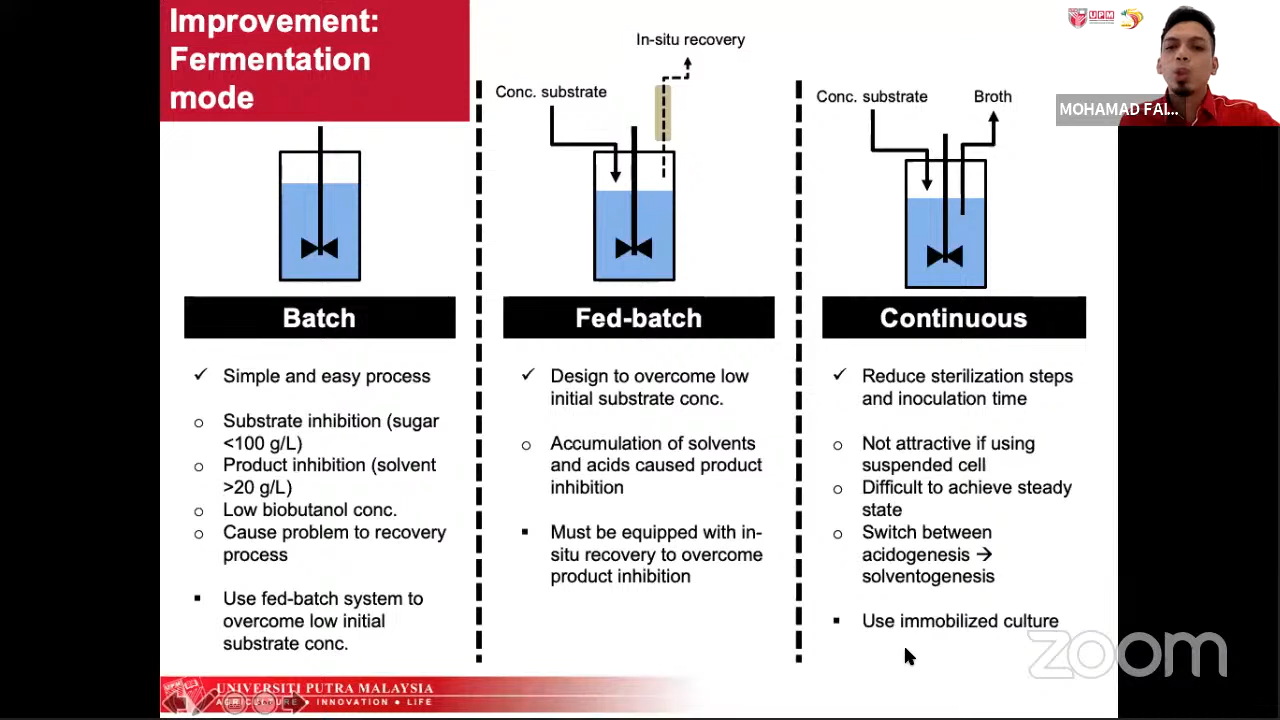 Improvement:
Fermentation
mode
UPM
MOHAMAD FAI...
In-situ recovery
Conc. substrate
Conc. substrate
Broth
Batch
Simple and easy process
Substrate inhibition (sugar
<100 g/L)
Product inhibition (solvent
>20 g/L)
Low biobutanol conc.
Cause problem to recovery
process
Use fed-batch system to
overcome low initial
substrate conc.
Fed-batch
Design to overcome low
initial substrate conc.
Accumulation of solvents
and acids caused product
inhibition
Must be equipped with in-
situ recovery to overcome
product inhibition
Continuous
Reduce sterilization steps
and inoculation time
Not attractive if using
suspended cell
Difficult to achieve steady
state
Switch between
acidogenesis →
solventogenesis
Use immobilized culture
zoom
UNIVERSITI PUTRA MALAYSIA
AGRICULTURE • INNOVATION • LIFE